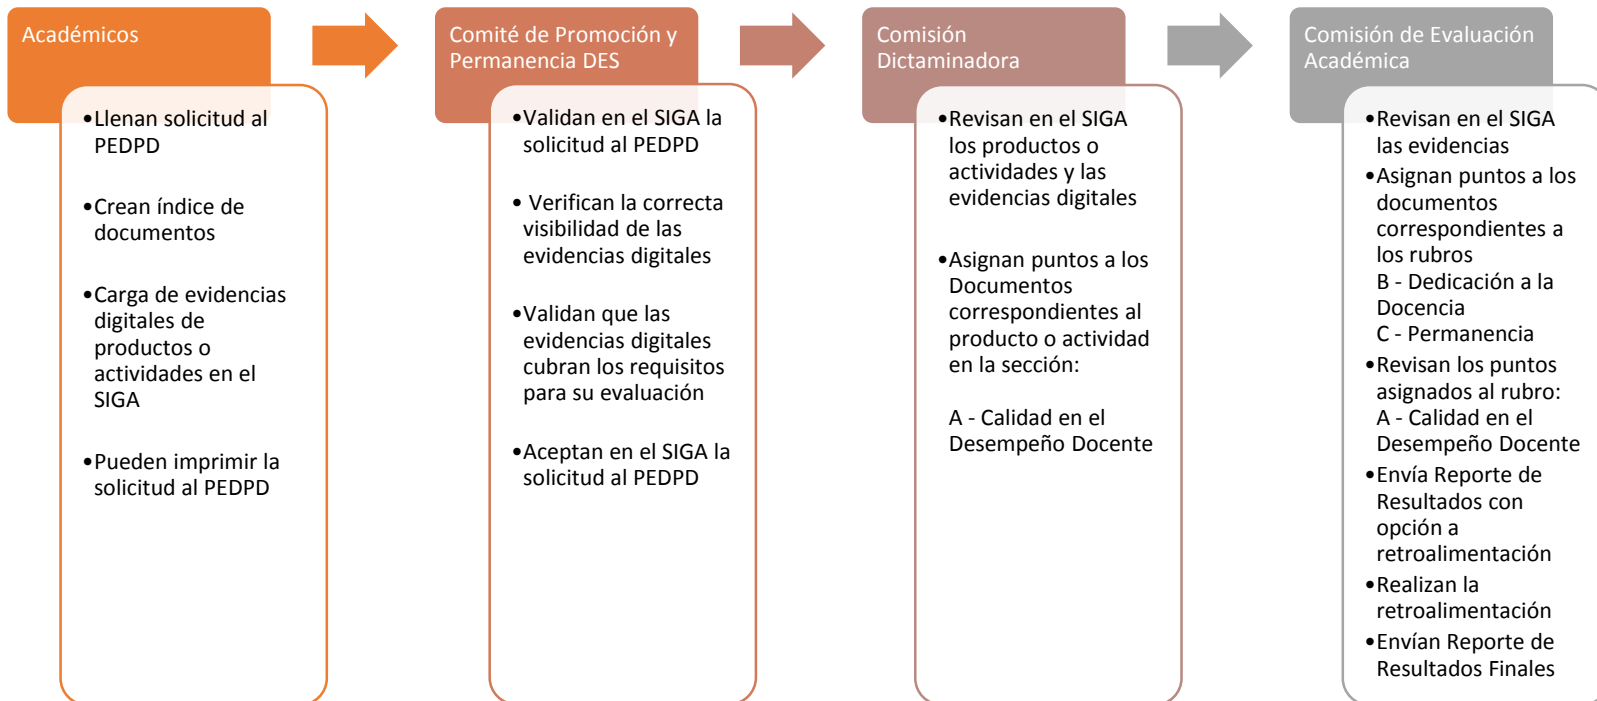 Académicos
•Llenan solicitud al
PEDPD
•Crean índice de
documentos
•Carga de evidencias
digitales de
productos o
actividades en el
SIGA
•Pueden imprimir la
solicitud al PEDPD
Comité de Promoción y
Permanencia DES
•Validan en el SIGA la
solicitud al PEDPD
• Verifican la correcta
visibilidad de las
evidencias digitales
•Validan que las
evidencias digitales
cubran los requisitos
para su evaluación
•Aceptan en el SIGA la
solicitud al PEDPD
Comisión
Dictaminadora
•Revisan en el SIGA
los productos o
actividades y las
evidencias digitales
•Asignan puntos a los
Documentos
correspondientes al
producto o actividad
en la sección:
A - Calidad en el
Desempeño Docente
Comisión de Evaluación
Académica
•Revisan en el SIGA
las evidencias
•Asignan puntos a los
documentos
correspondientes a
los rubros
B - Dedicación a la
Docencia
C - Permanencia
•Revisan los puntos
asignados al rubro:
A - Calidad en el
Desempeño Docente
•Envía Reporte de
Resultados con
opción a
retroalimentación
•Realizan la
retroalimentación
•Envían Reporte de
Resultados Finales